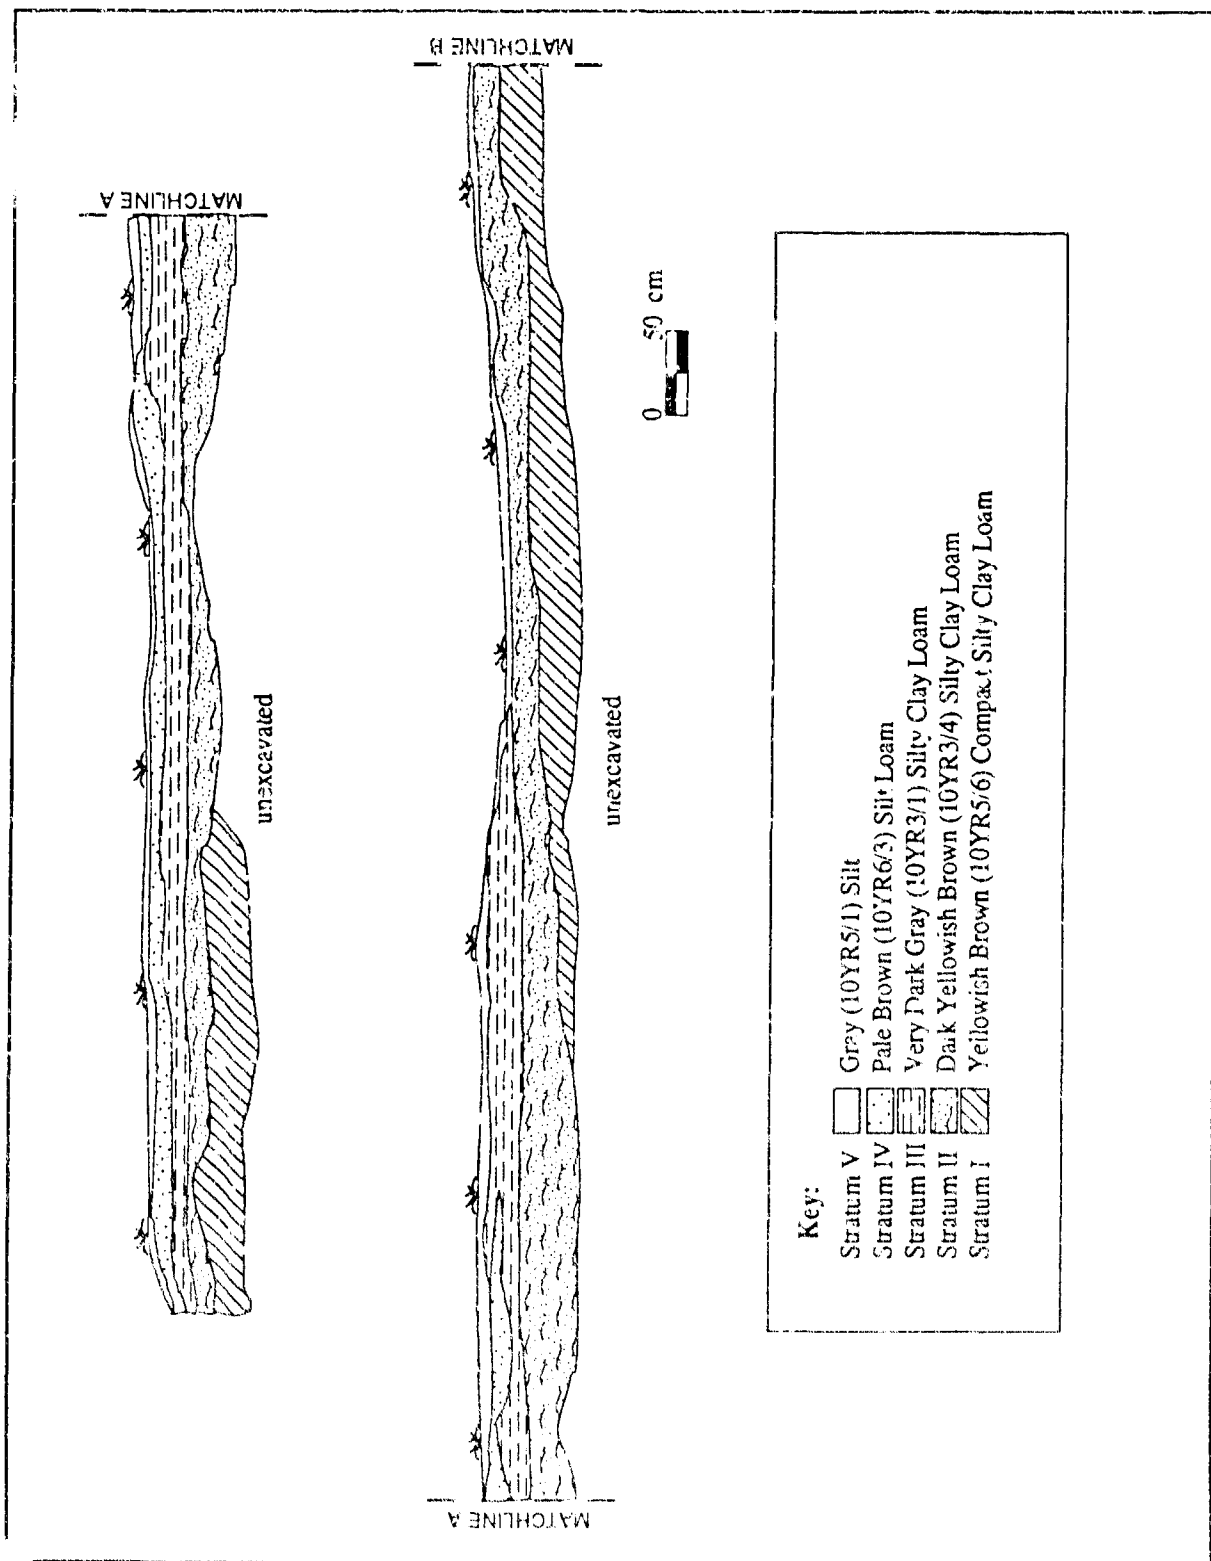 MATCHLINE A
unexcavated
MATCHLINE A
MATCHLINE B
unexcavated
0 50 cm
Key:
Stratum V Gray (10YR5/1) Silt
Stratum IV Pale Brown (10YR6/3) Silt Loam
Stratum III Very Dark Gray (10YR3/1) Silty Clay Loam
Stratum II Dark Yellowish Brown (10YR3/4) Silty Clay Loam
Stratum I Yellowish Brown (10YR5/6) Compact Silty Clay Loam